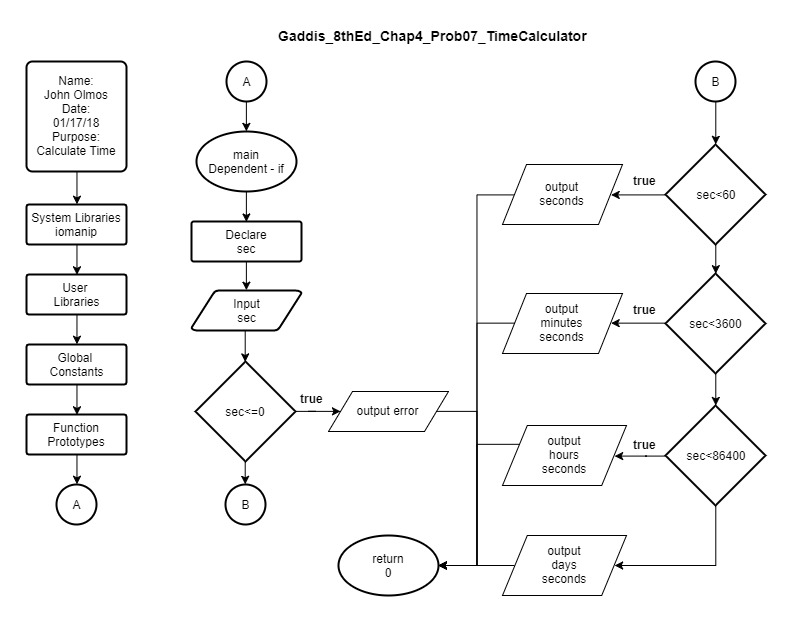 Gaddis_8thEd_Chap4_Prob07_TimeCalculator
Name:
John Olmos
Date:
01/17/18
Purpose:
Calculate Time
System Libraries
iomanip
User
Libraries
Global
Constants
Function
Prototypes
A
A
main
Dependent - if
Declare
sec
Input
sec
sec<=0
true
output error
B
return
0
B
sec<60
true
output
seconds
sec<3600
true
output
minutes
seconds
sec<86400
true
output
hours
seconds
output
days
seconds